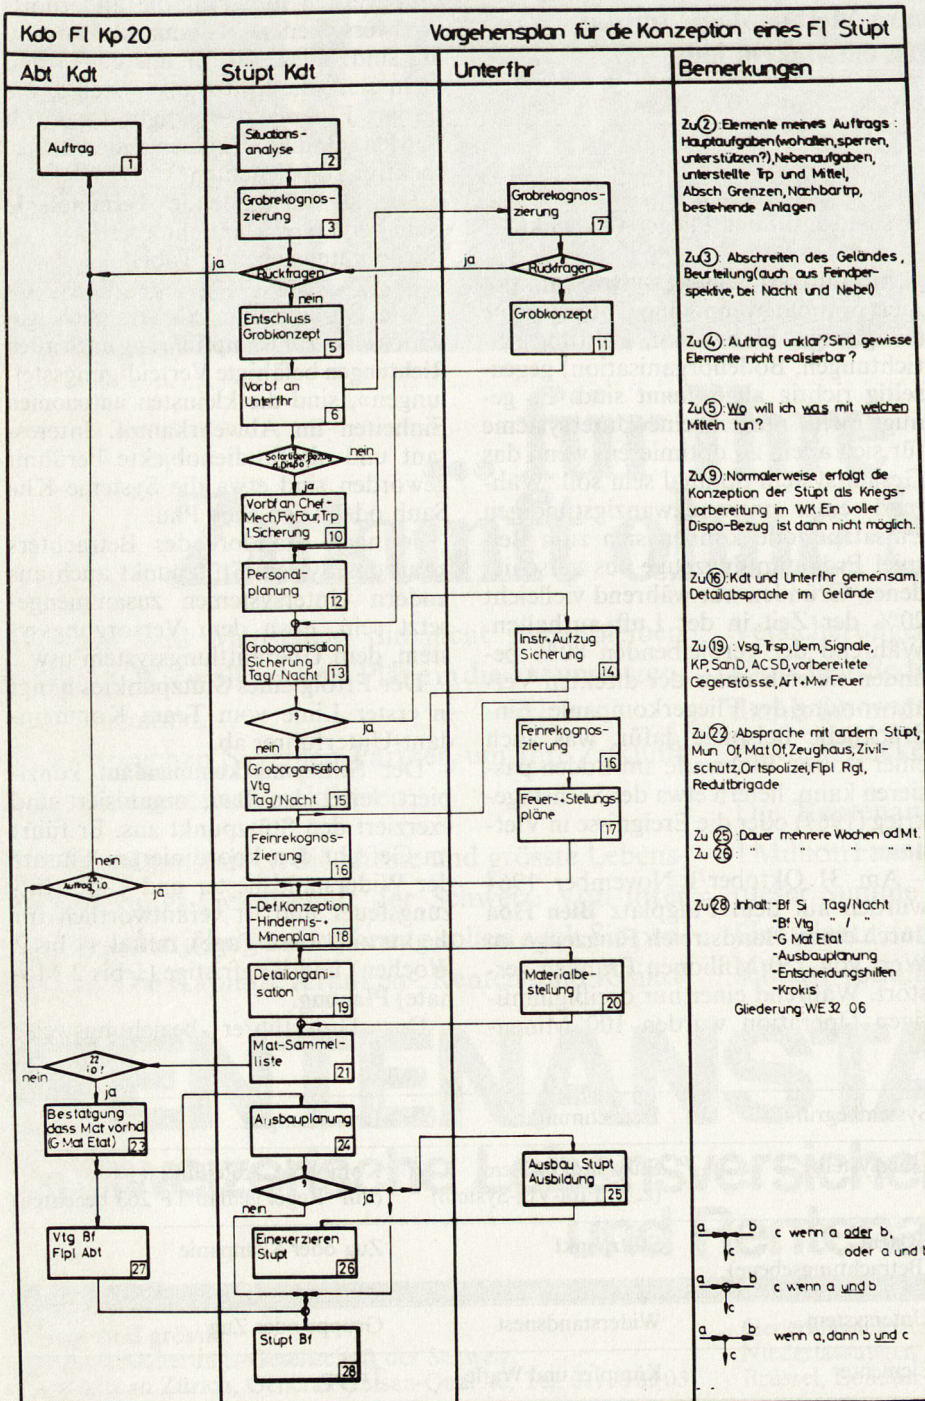 Kdo Fl Kp 20
Vorgehensplan für die Konzeption eines Fl Stüpt
Abt Kdt
Stüpt Kdt
Unterfhr
Bemerkungen
Auftrag
1
Situations-
analyse
2
Grobrekognos-
zierung
3
Rückfragen
ja
nein
Entschluss
Grobkonzept
5
Vorbf an
Unterfhr
6
Grobrekognos-
zierung
7
Rückfragen
ja
Grobkonzept
11
Sofortiger Bezug
d. Dispo?
nein
ja
Vorbf an Chef-
Mech, Fw, Four, Trp
1. Sicherung
10
Personal-
planung
12
Groborganisation
Sicherung
Tag/Nacht
13
Instr. Aufzug
Sicherung
14
?
ja
Groborganisation
Vtg
Tag/Nacht
15
Feinrekognos-
zierung
16
Feinrekognos-
zierung
16
Feuer-+Stellungs-
pläne
17
nein
Auftrag i.O
ja
-Def. Konzeption
-Hindernis-+
-Minenplan
18
Detailorgani-
sation
19
Materialbe-
stellung
20
Mat-Sammel-
liste
21
22
i O ?
nein
ja
Bestätgung
dass Mat vorhd.
(G Mat Etat)
23
Ausbauplanung
24
?
nein
ja
Ausbau Stupt
Ausbildung
25
Einexerzieren
Stupt
26
Vtg Bf
Flpl Abt
27
Stupt Bf
28
Zu (2): Elemente meines Auftrags :
Hauptaufgaben (wo halten, sperren,
unterstützen?), Nebenaufgaben,
unterstellte Trp und Mittel,
Absch Grenzen, Nachbartrp,
bestehende Anlagen
Zu (3): Abschreiten des Geländes,
Beurteilung (auch aus Feindper-
spektive, bei Nacht und Nebel)
Zu (4): Auftrag unklar? Sind gewisse
Elemente nicht realisierbar?
Zu (5): Wo will ich was mit welchen
Mitteln tun?
Zu (9): Normalerweise erfolgt die
Konzeption der Stüpt als Kriegs-
vorbereitung im WK. Ein voller
Dispo-Bezug ist dann nicht möglich.
Zu (16): Kdt und Unterfhr gemeinsam.
Detailabsprache im Gelände
Zu (19) Vsg, Trsp, Uem, Signale,
KP, San D, AC SD, vorbereitete
Gegenstösse, Art+Mw Feuer
Zu (22) Absprache mit andern Stüpt,
Mun Of, Mat Of, Zeughaus, Zivil-
schutz, Ortspolizei, Flpl Rgt,
Reduitbrigade
Zu (25) Dauer mehrere Wochen od Mt.
Zu (26) " " " " "
Zu (28) Inhalt: -Bf Si Tag/Nacht
-Bf Vtg " / "
-G Mat Etat
-Ausbauplanung
-Entscheidungshilfen
-Krokis
Gliederung WE 32 06
a b c
c wenn a oder b,
oder a und b
a b c
c wenn a und b
a b c
wenn a, dann b und c